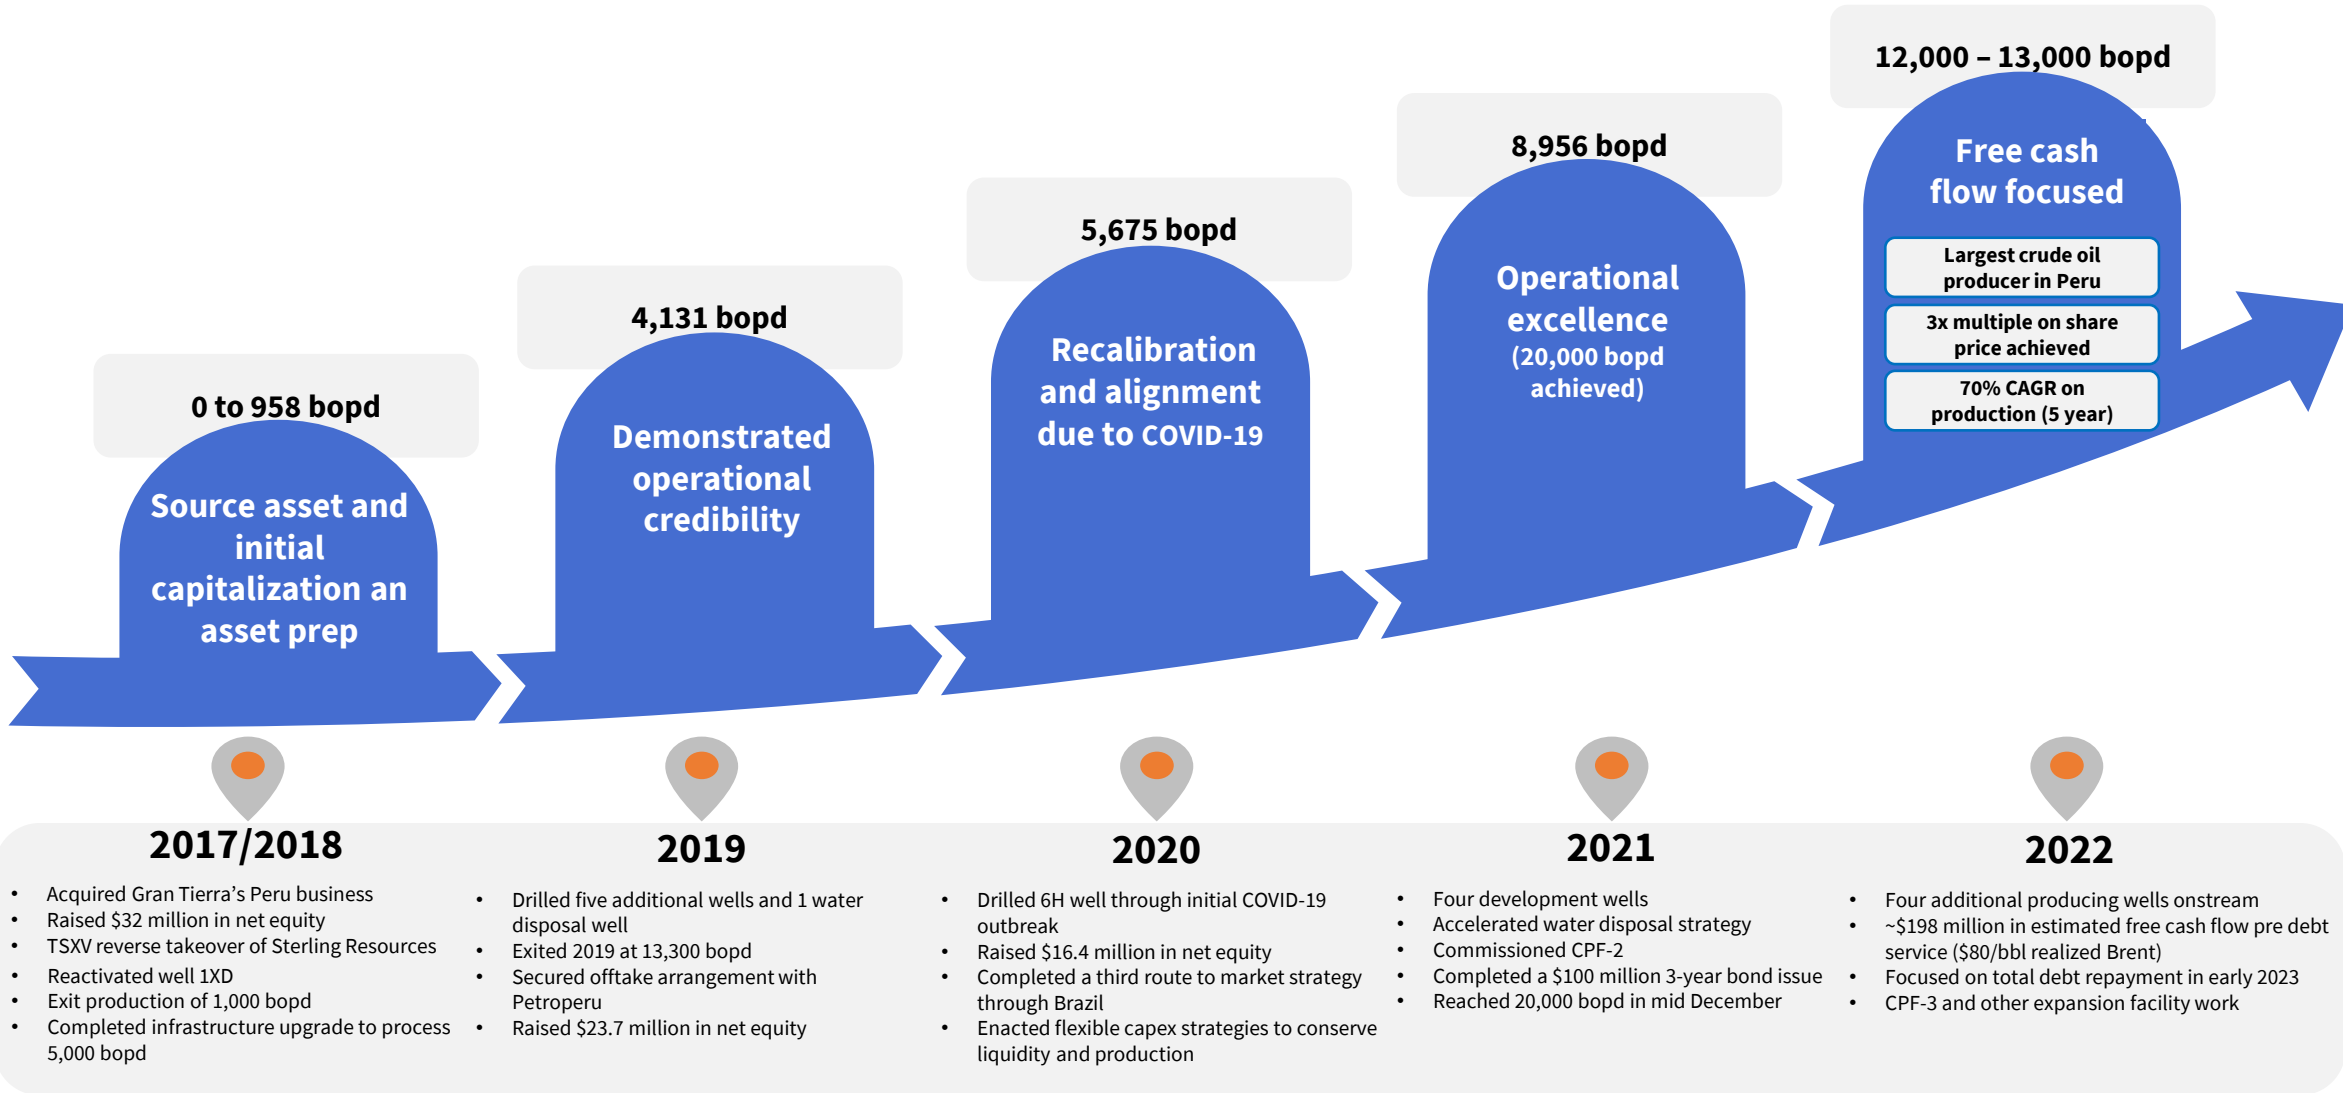 0 to 958 bopd
Source asset and
initial
capitalization an
asset prep
4,131 bopd
Demonstrated
operational
credibility
5,675 bopd
Recalibration
and alignment
due to COVID-19
8,956 bopd
Operational
excellence
(20,000 bopd
achieved)
12,000 – 13,000 bopd
Free cash
flow focused
Largest crude oil
producer in Peru
3x multiple on share
price achieved
70% CAGR on
production (5 year)
2017/2018
• Acquired Gran Tierra’s Peru business
• Raised $32 million in net equity
• TSXV reverse takeover of Sterling Resources
• Reactivated well 1XD
• Exit production of 1,000 bopd
• Completed infrastructure upgrade to process
5,000 bopd
2019
• Drilled five additional wells and 1 water
disposal well
• Exited 2019 at 13,300 bopd
• Secured offtake arrangement with
Petroperu
• Raised $23.7 million in net equity
2020
• Drilled 6H well through initial COVID-19
outbreak
• Raised $16.4 million in net equity
• Completed a third route to market strategy
through Brazil
• Enacted flexible capex strategies to conserve
liquidity and production
2021
• Four development wells
• Accelerated water disposal strategy
• Commissioned CPF-2
• Completed a $100 million 3-year bond issue
• Reached 20,000 bopd in mid December
2022
• Four additional producing wells onstream
• ~$198 million in estimated free cash flow pre debt
service ($80/bbl realized Brent)
• Focused on total debt repayment in early 2023
• CPF-3 and other expansion facility work